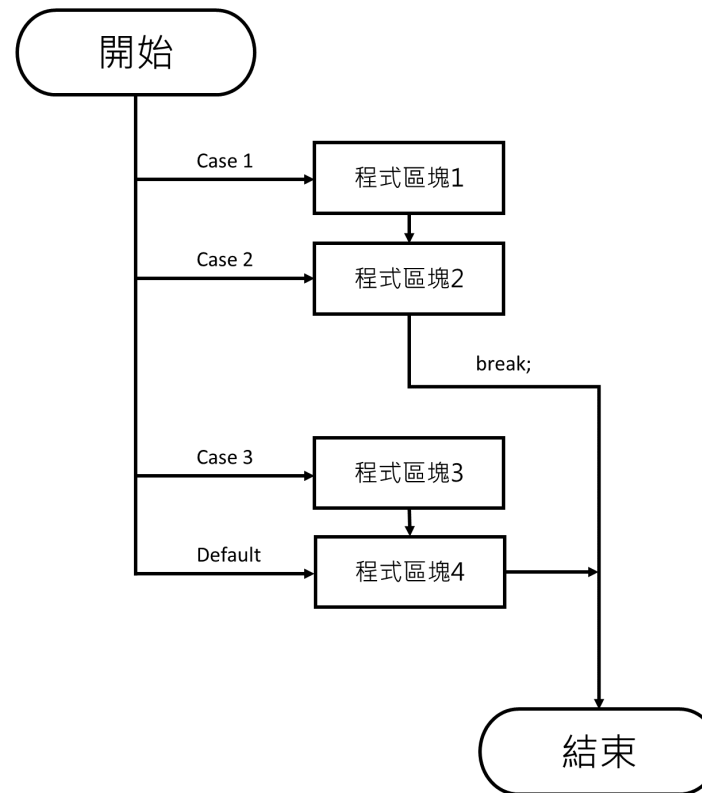 開始
Case 1
程式區塊1
Case 2
程式區塊2
break;
Case 3
程式區塊3
Default
程式區塊4
結束